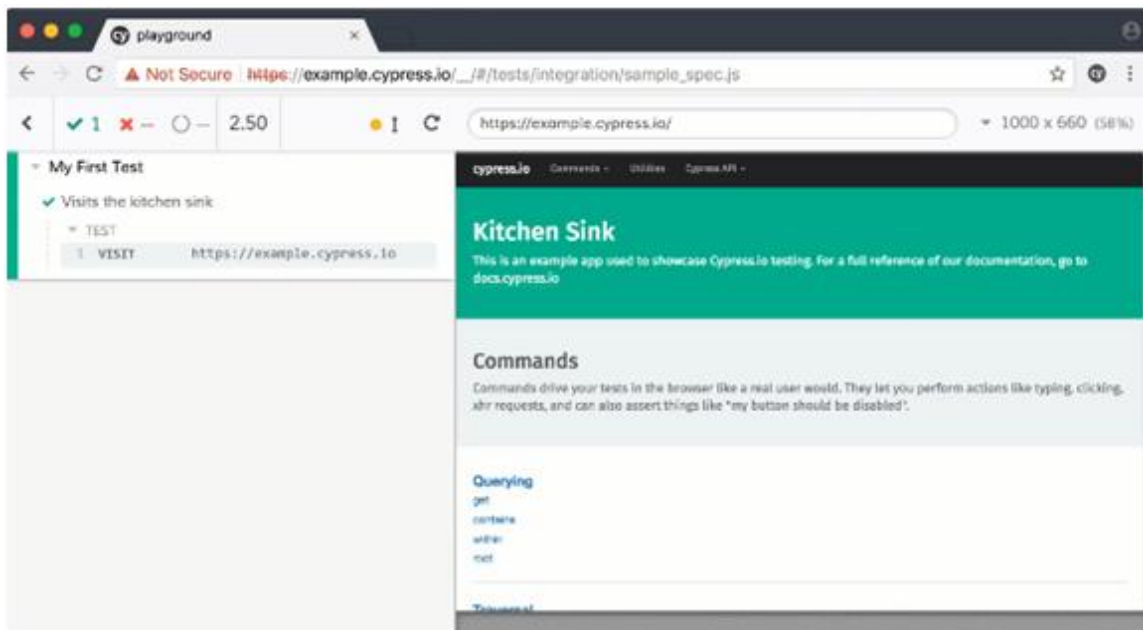 playground
Not Secure https://example.cypress.io/__/#/tests/integration/sample_spec.js
1 -- -- 2.50 https://example.cypress.io/ 1000 x 660 (58%)
My First Test
Visits the kitchen sink
TEST
1 VISIT https://example.cypress.io
cypress.io Commands Utilities Cypress API
Kitchen Sink
This is an example app used to showcase Cypress.io testing. For a full reference of our documentation, go to
docs.cypress.io
Commands
Commands drive your tests in the browser like a real user would. They let you perform actions like typing, clicking,
xhr requests, and can also assert things like "my button should be disabled".
Querying
get
contains
within
root
Traversal